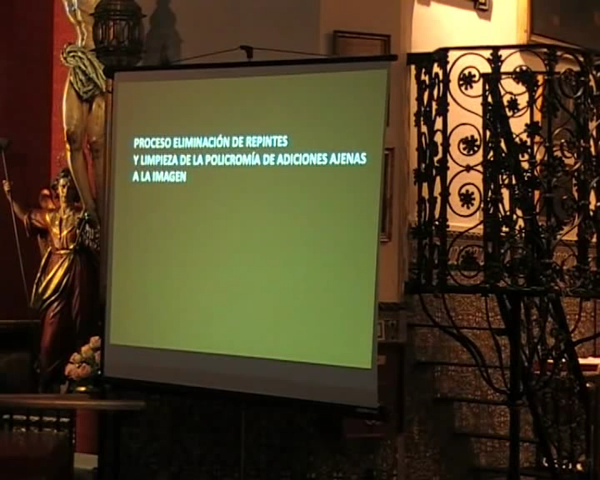 PROCESO ELIMINACIÓN DE REPINTES
Y LIMPIEZA DE LA POLICROMÍA DE ADICIONES AJENAS
A LA IMAGEN